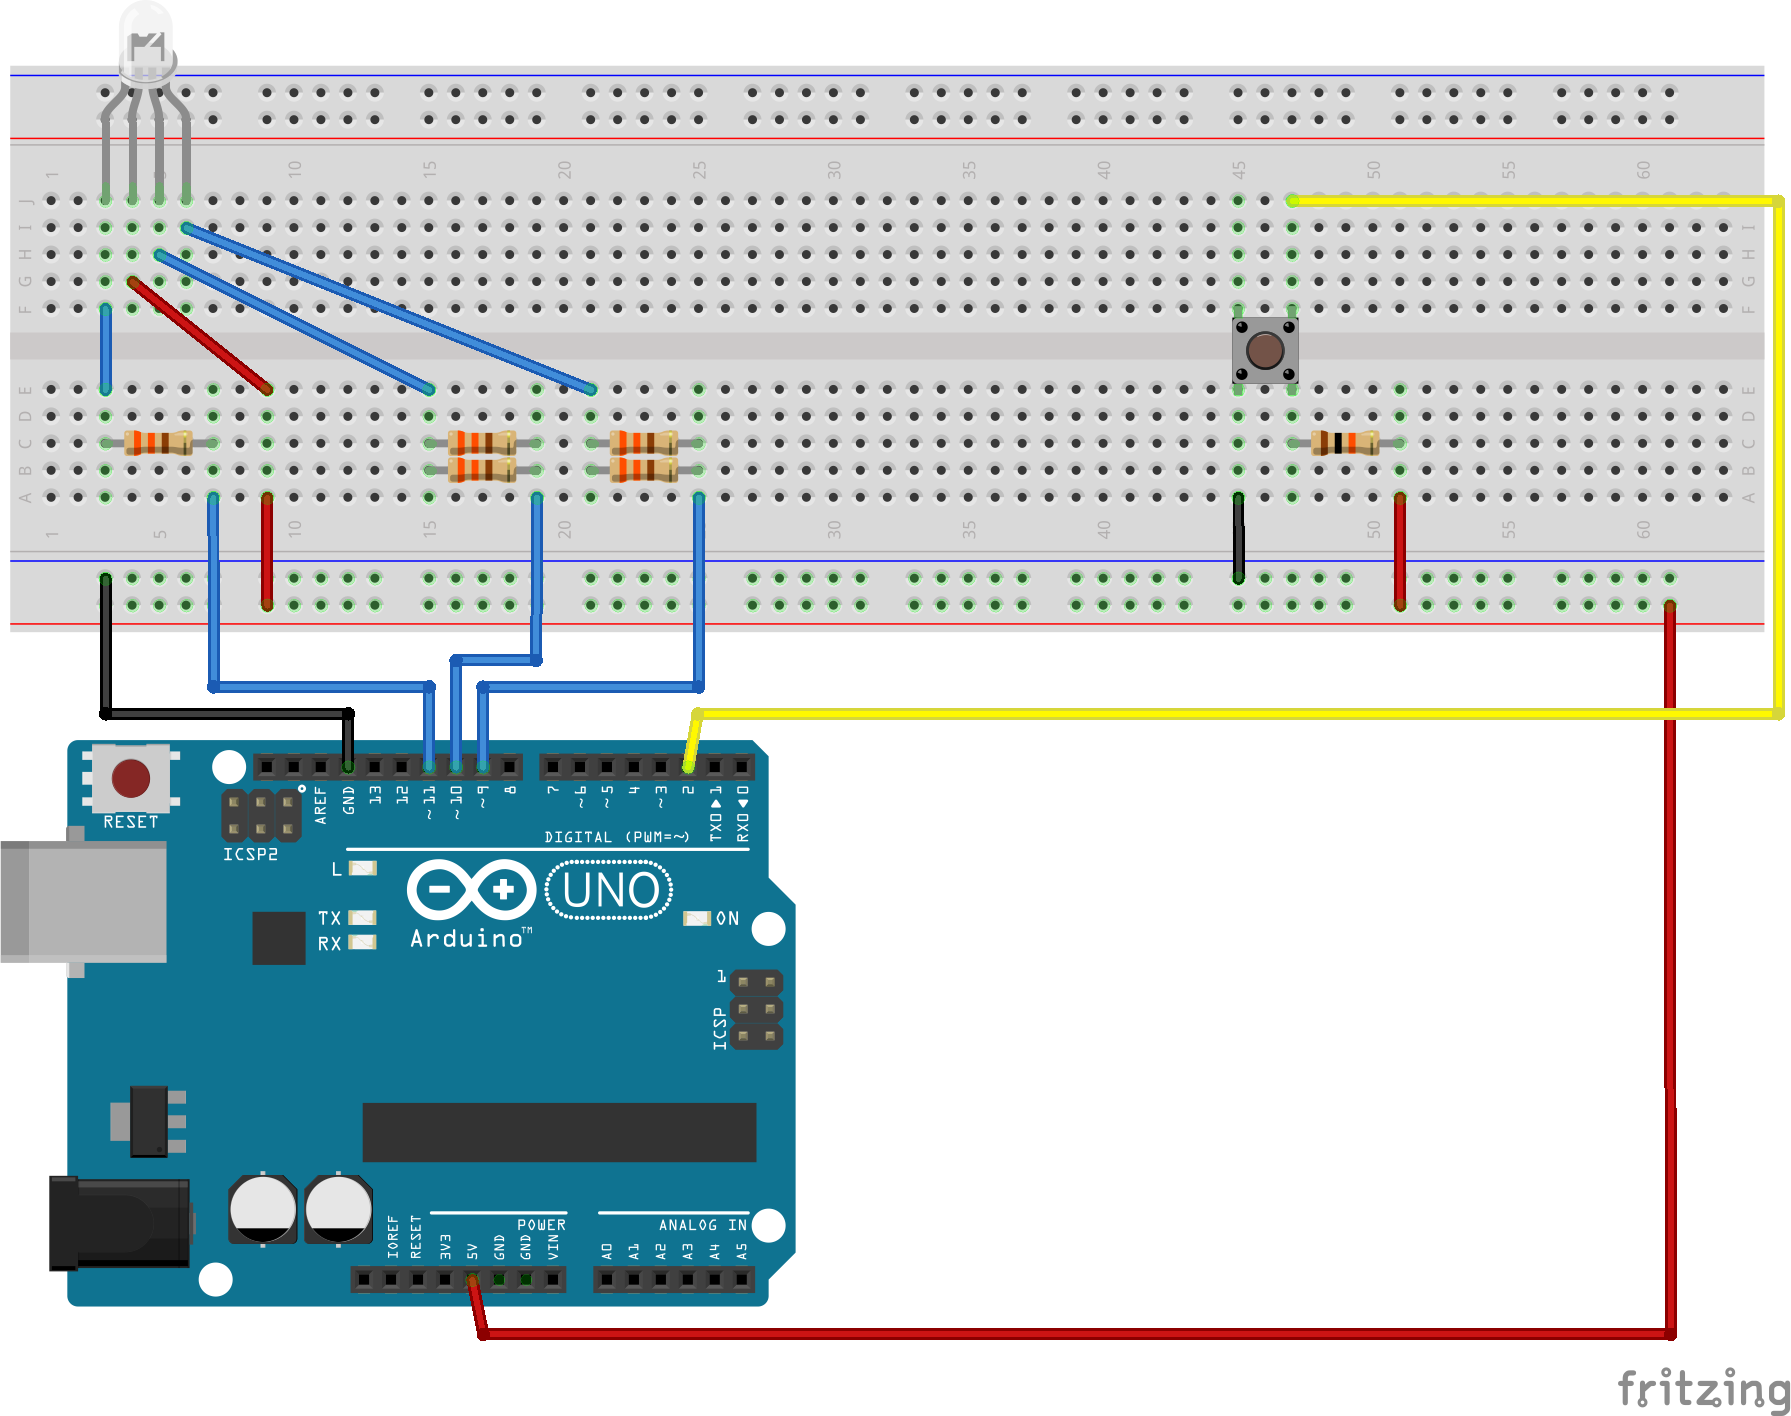 1 5 10 15 20 25 30 35 40 45 50 55 60
J J
I I
H H
G G
F F
E E
D D
C C
B B
A A
1 5 10 15 20 25 30 35 40 45 50 55 60
RESET
ICSP2
AREF
GND
13
12
~11
~10
~9
8
7
~6
~5
4
~3
2
TX0 1
RX0 0
DIGITAL (PWM=~)
L
TX
RX
UNO
Arduino™
ON
1
ICSP
POWER
ANALOG IN
IOREF
RESET
3V3
5V
GND
GND
VIN
A0
A1
A2
A3
A4
A5
fritzing